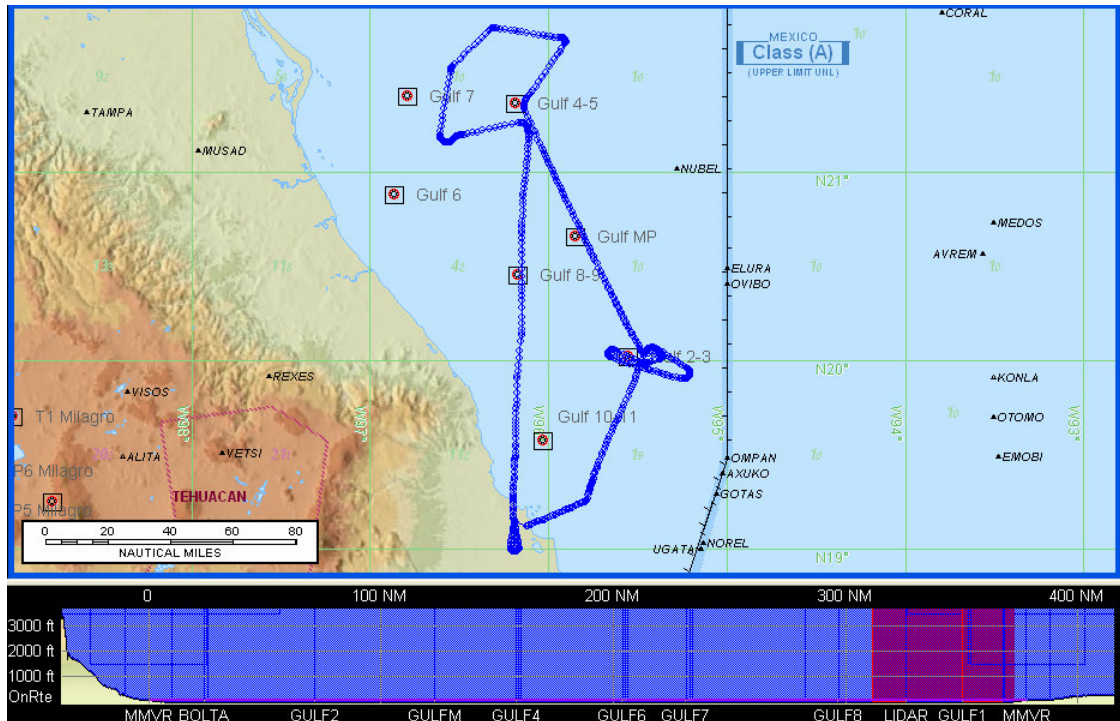 CORAL
MEXICO
Class (A)
(UPPER LIMIT UNL)
TAMPA
Gulf 7
Gulf 4-5
MUSAD
NUBEL
N21°
Gulf 6
MEDOS
Gulf MP
AVREM
Gulf 8-9
ELURA
OVIBO
Gulf 2-3
N20°
REXES
KONLA
VISOS
T1 Milagro
W98°
W97°
W95°
W94°
W93°
OTOMO
ALITA
VETSI
OMPAN
EMOBI
P6 Milagro
AXUKO
TEHUACAN
GOTAS
P5 Milagro
0 20 40 60 80
NAUTICAL MILES
NOREL
UGATA
N19°
0 100 NM 200 NM 300 NM 400 NM
3000 ft
2000 ft
1000 ft
OnRte
MMVR BOLTA GULF2 GULFM GULF4 GULF6 GULF7 GULF8 LIDAR GULF1 MMVR